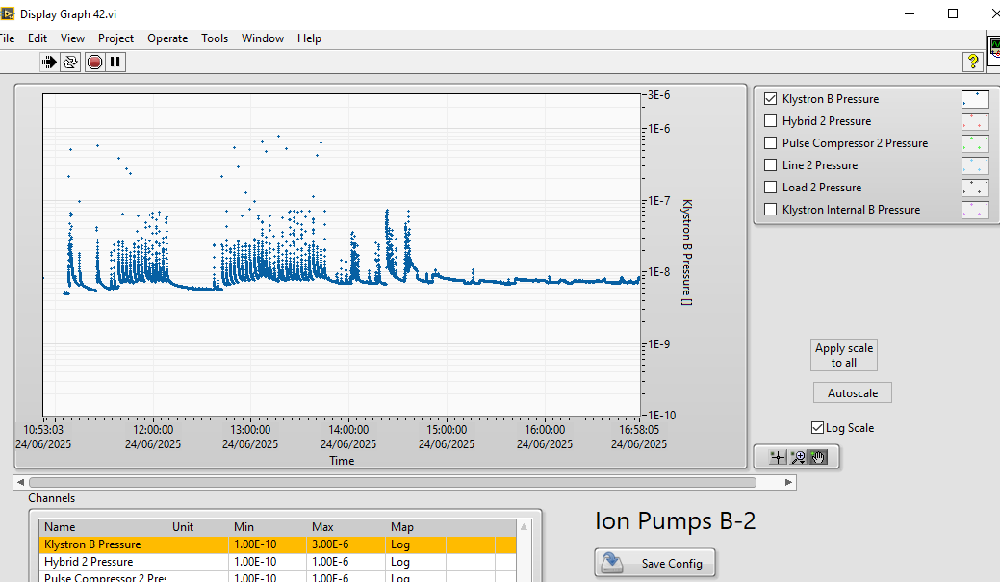 Display Graph 42.vi
File Edit View Project Operate Tools Window Help
3E-6
1E-6
1E-7
1E-8
1E-9
1E-10
Klystron B Pressure []
10:53:03 12:00:00 13:00:00 14:00:00 15:00:00 16:00:00 16:58:05
24/06/2025 24/06/2025 24/06/2025 24/06/2025 24/06/2025 24/06/2025 24/06/2025
Time
Klystron B Pressure
Hybrid 2 Pressure
Pulse Compressor 2 Pressure
Line 2 Pressure
Load 2 Pressure
Klystron Internal B Pressure
Apply scale
to all
Autoscale
Log Scale
Channels
Name Unit Min Max Map
Klystron B Pressure 1.00E-10 3.00E-6 Log
Hybrid 2 Pressure 1.00E-10 1.00E-6 Log
Pulse Compressor 2 Pres 1.00E-10 1.00E-6 Log
Ion Pumps B-2
Save Config